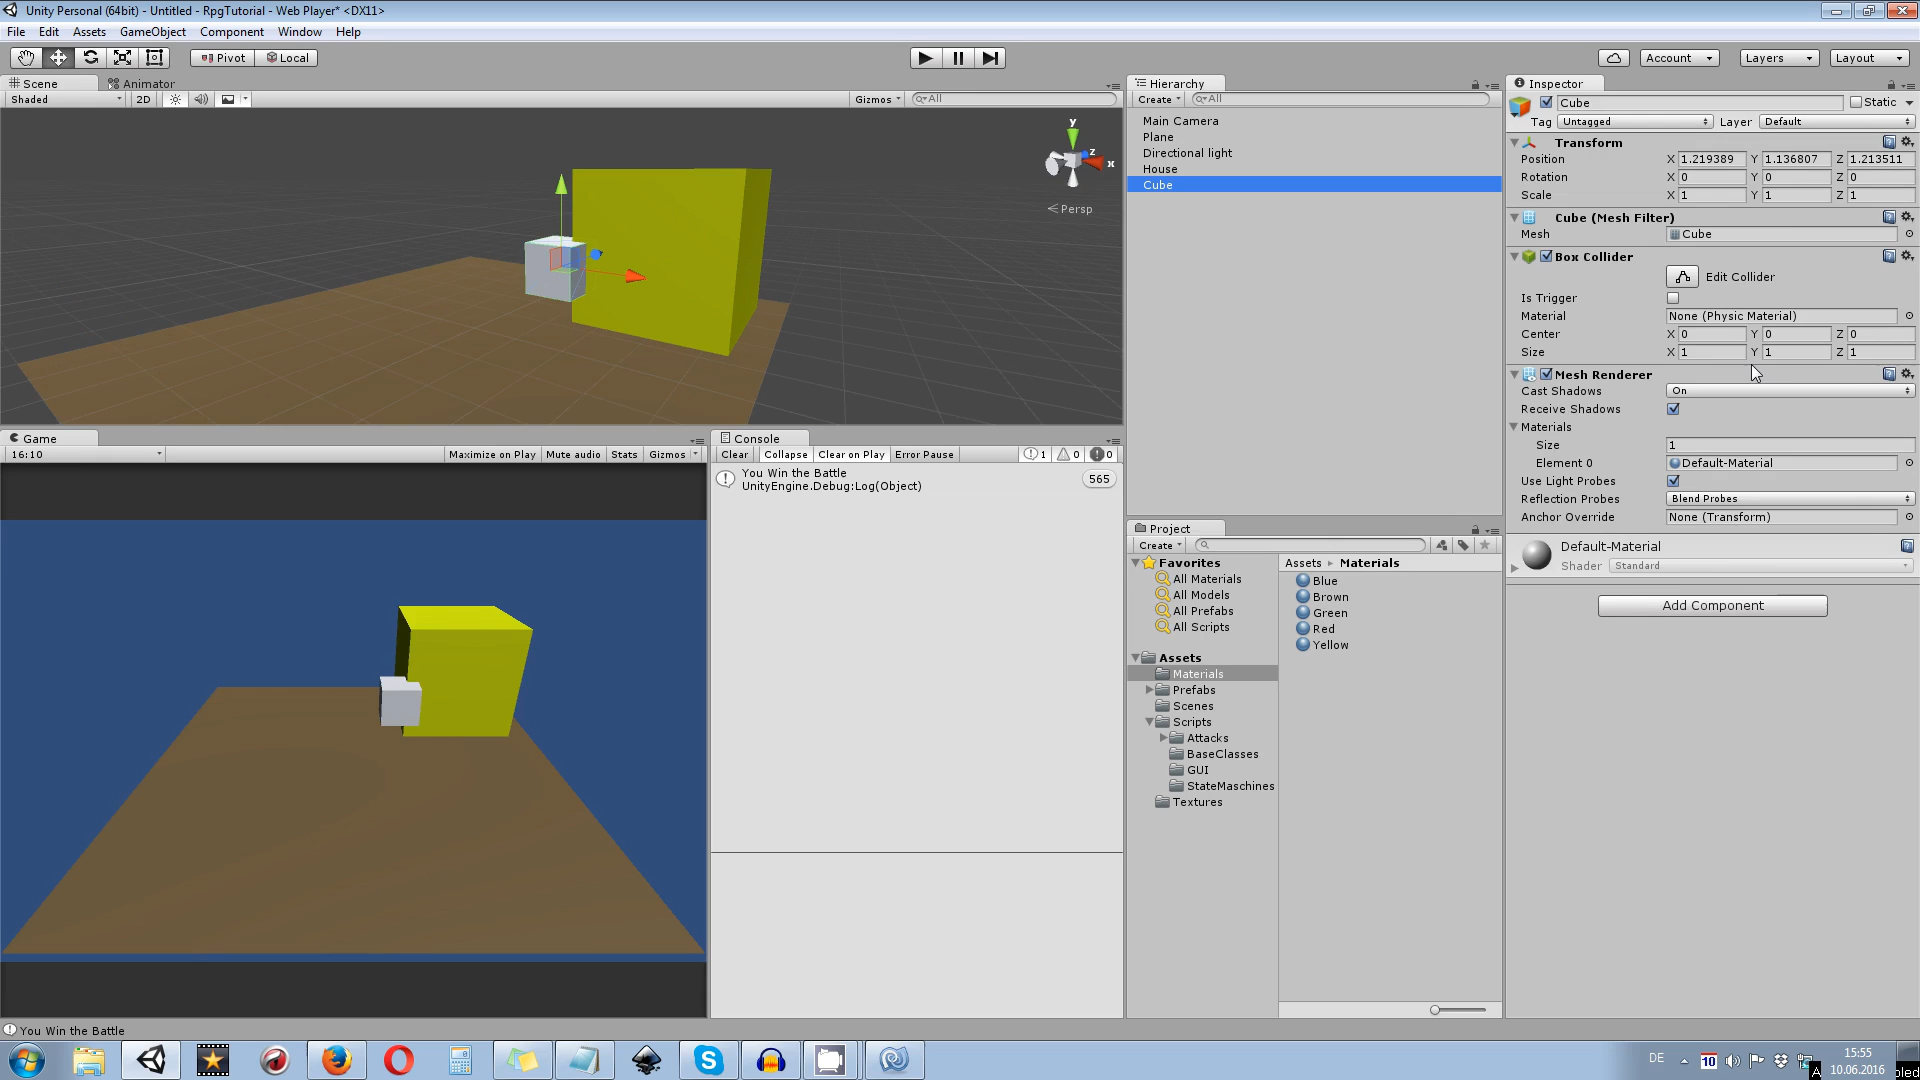 Unity Personal (64bit) - Untitled - RpgTutorial - Web Player* <DX11>
File Edit Assets GameObject Component Window Help
Pivot Local Account Layers Layout
Scene Animator
Shaded 2D Gizmos All
y
z
x
Persp
Game
16:10 Maximize on Play Mute audio Stats Gizmos
Console
Clear Collapse Clear on Play Error Pause 1 0 0
You Win the Battle
UnityEngine.Debug:Log(Object)
565
Hierarchy
Create All
Main Camera
Plane
Directional light
House
Cube
Project
Create
Favorites
All Materials
All Models
All Prefabs
All Scripts
Assets
Materials
Prefabs
Scenes
Scripts
Attacks
BaseClasses
GUI
StateMaschines
Textures
Assets Materials
Blue
Brown
Green
Red
Yellow
Inspector
Cube Static
Tag Untagged Layer Default
Transform
Position X 1.219389 Y 1.136807 Z 1.213511
Rotation X 0 Y 0 Z 0
Scale X 1 Y 1 Z 1
Cube (Mesh Filter)
Mesh Cube
Box Collider
Edit Collider
Is Trigger
Material None (Physic Material)
Center X 0 Y 0 Z 0
Size X 1 Y 1 Z 1
Mesh Renderer
Cast Shadows On
Receive Shadows
Materials
Size 1
Element 0 Default-Material
Use Light Probes
Reflection Probes Blend Probes
Anchor Override None (Transform)
Default-Material
Shader Standard
Add Component
You Win the Battle
DE 10 15:55
10.06.2016